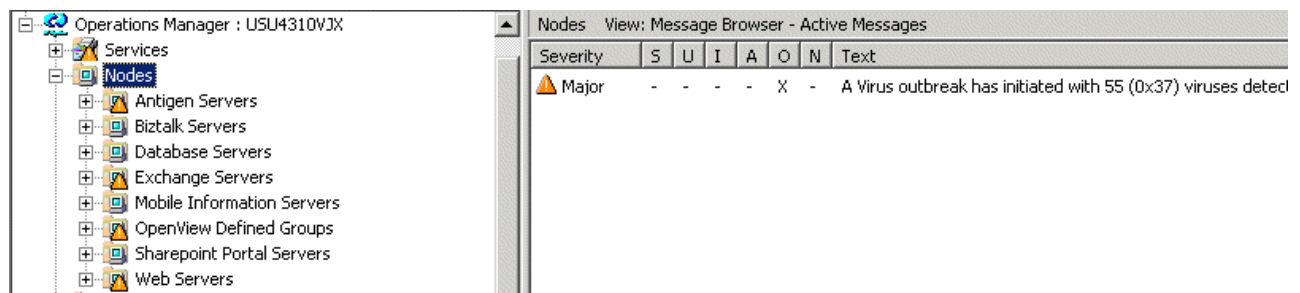 Operations Manager : USU4310VJX
Services
Nodes
Antigen Servers
Biztalk Servers
Database Servers
Exchange Servers
Mobile Information Servers
OpenView Defined Groups
Sharepoint Portal Servers
Web Servers
Nodes View: Message Browser - Active Messages
Severity S U I A O N Text
Major - - - - X - A Virus outbreak has initiated with 55 (0x37) viruses detect